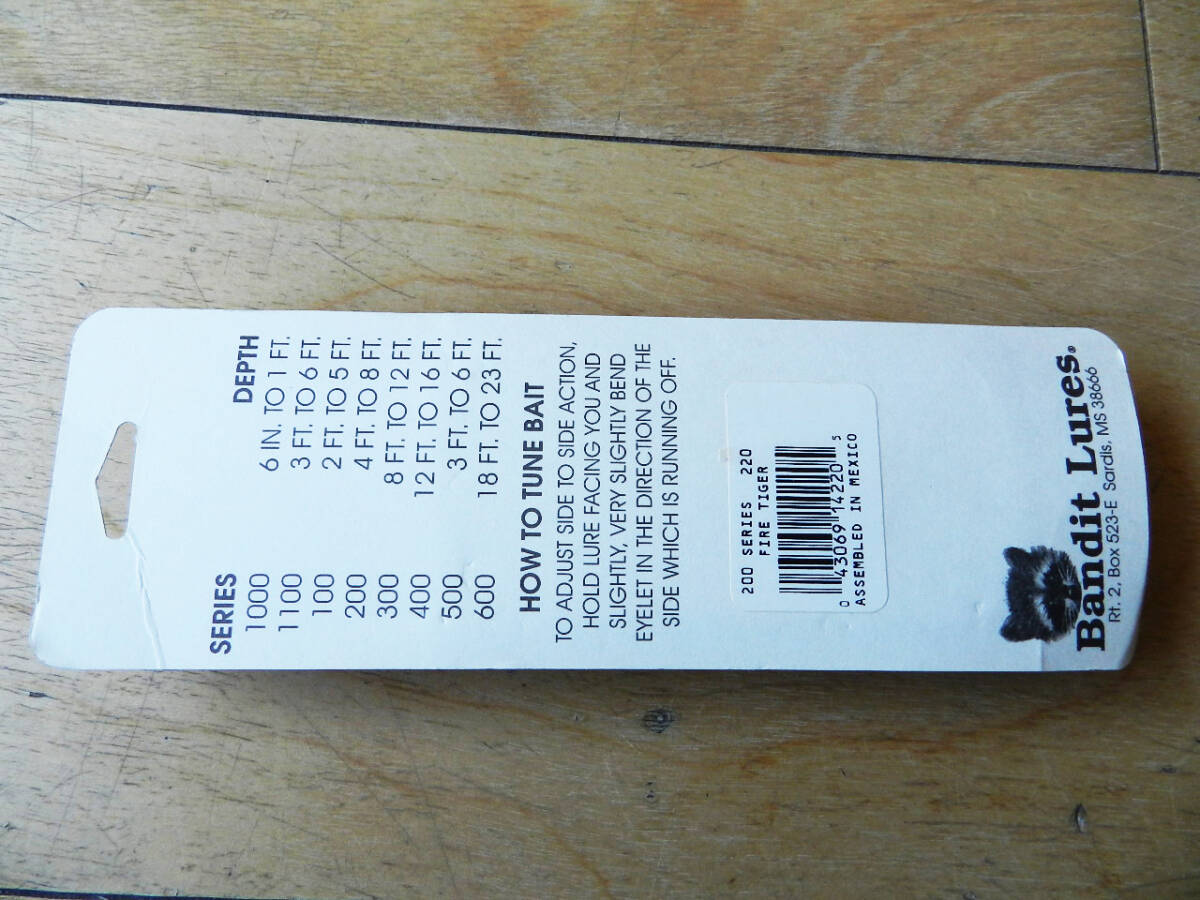 SERIES DEPTH
1000 6 IN. TO 1 FT.
1100 3 FT. TO 6 FT.
100 2 FT. TO 5 FT.
200 4 FT. TO 8 FT.
300 8 FT. TO 12 FT.
400 12 FT. TO 16 FT.
500 3 FT. TO 6 FT.
600 18 FT. TO 23 FT.
HOW TO TUNE BAIT
TO ADJUST SIDE TO SIDE ACTION,
HOLD LURE FACING YOU AND
SLIGHTLY, VERY SLIGHTLY BEND
EYELET IN THE DIRECTION OF THE
SIDE WHICH IS RUNNING OFF.
200 SERIES 220
FIRE TIGER
0 43069 14220 5
ASSEMBLED IN MEXICO
Bandit Lures®
Rt. 2., Box 523-E Sardis, MS 38666